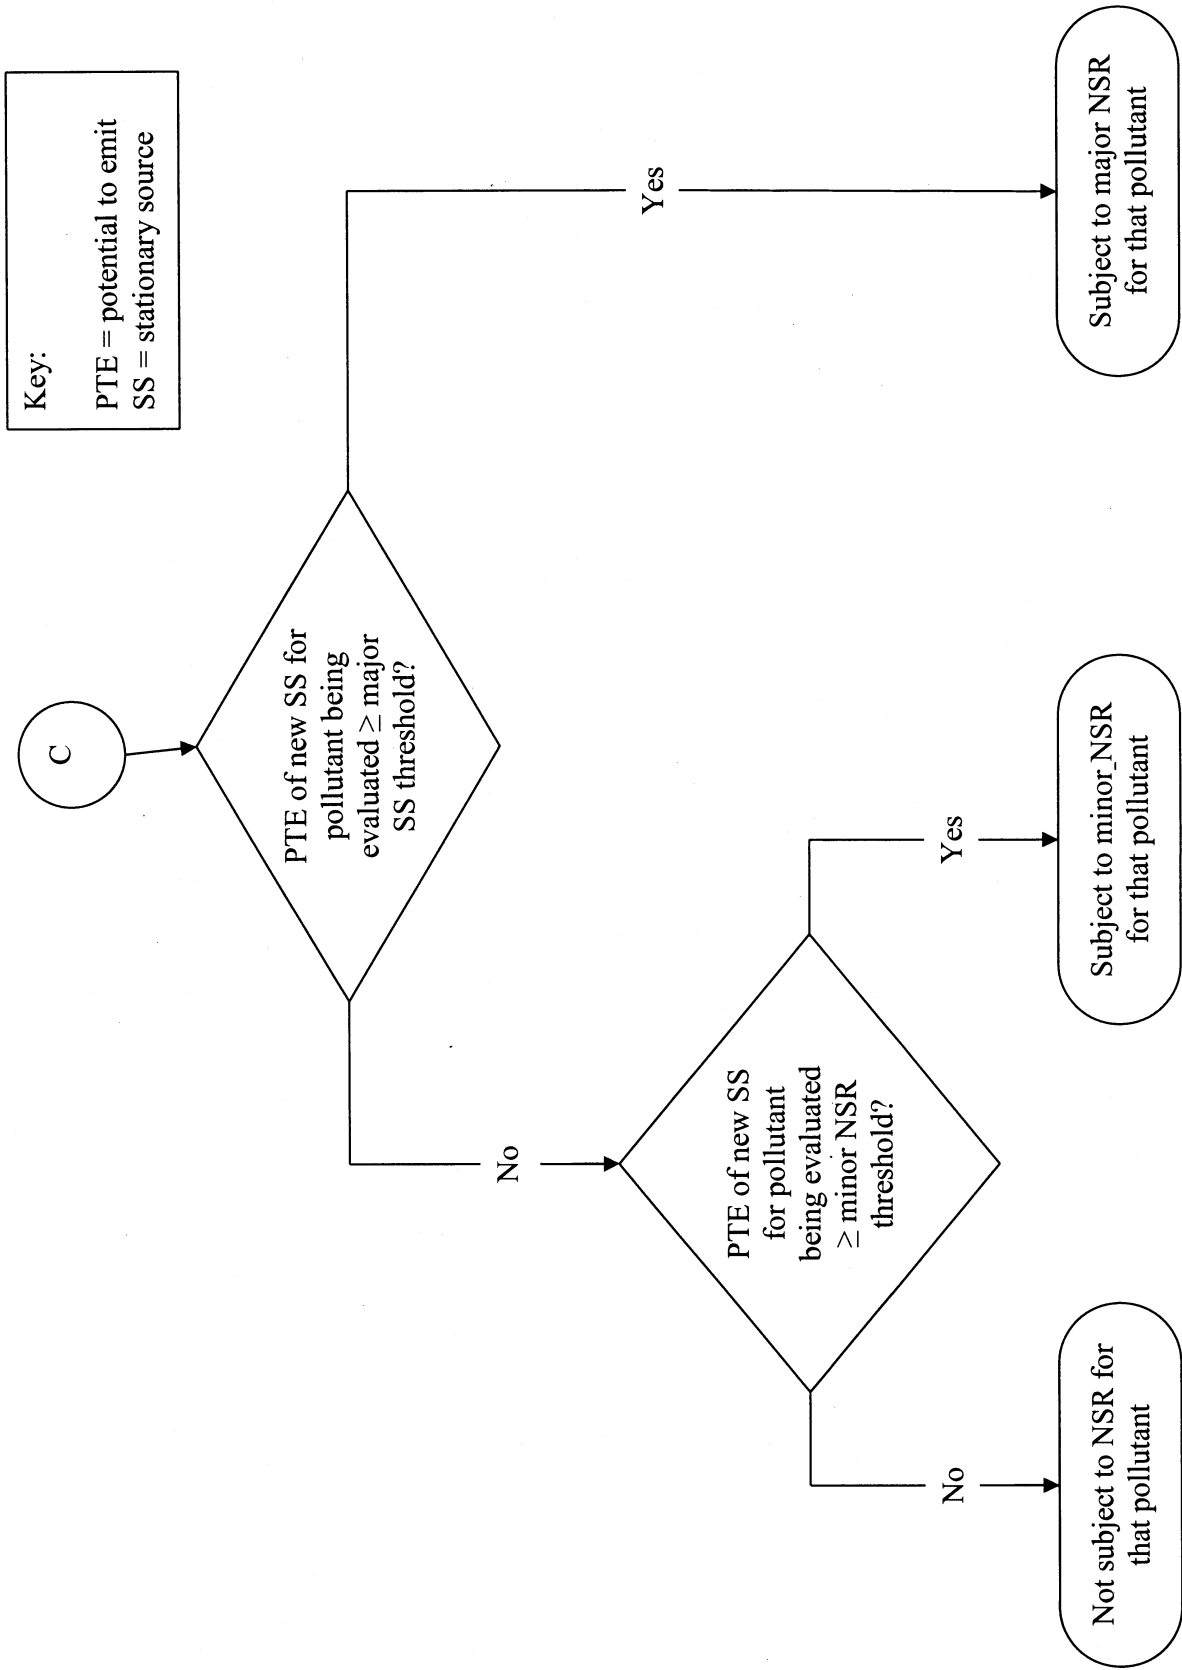 Key:
PTE = potential to emit
SS = stationary source
C
PTE of new SS for
pollutant being
evaluated ≥ major
SS threshold?
Yes
No
PTE of new SS
for pollutant
being evaluated
≥ minor NSR
threshold?
No
Yes
Not subject to NSR for
that pollutant
Subject to minor NSR
for that pollutant
Subject to major NSR
for that pollutant